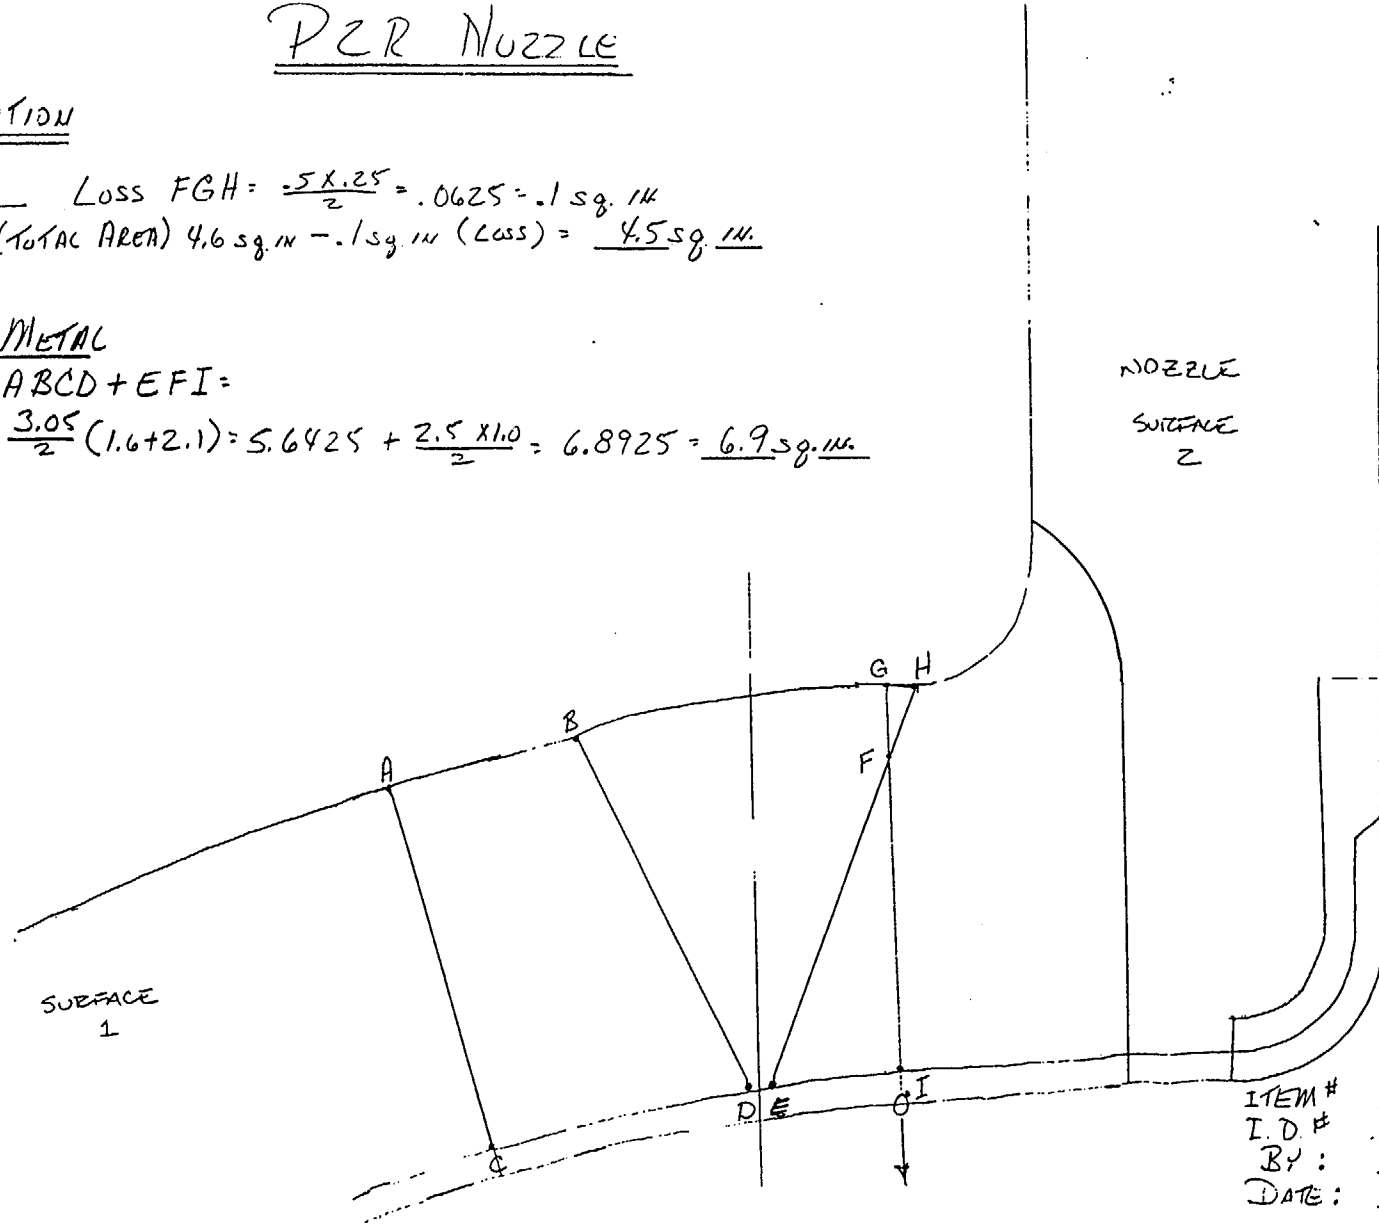 PZR NOZZLE
TION
LOSS FGH = .5 X .25 / 2 = .0625 = .1 sq. IN
(TOTAL AREA) 4.6 sq. IN - .1 sq. IN (LOSS) = 4.5 sq. IN.
METAL
ABCD + EFI =
3.05 / 2 (1.6+2.1) = 5.6425 + 2.5 X 1.0 / 2 = 6.8925 = 6.9 sq. IN.
NOZZLE
SURFACE
2
G H
B
F
A
SURFACE
1
D E
I
O
C
ITEM #
I.D. #
BY :
DATE :